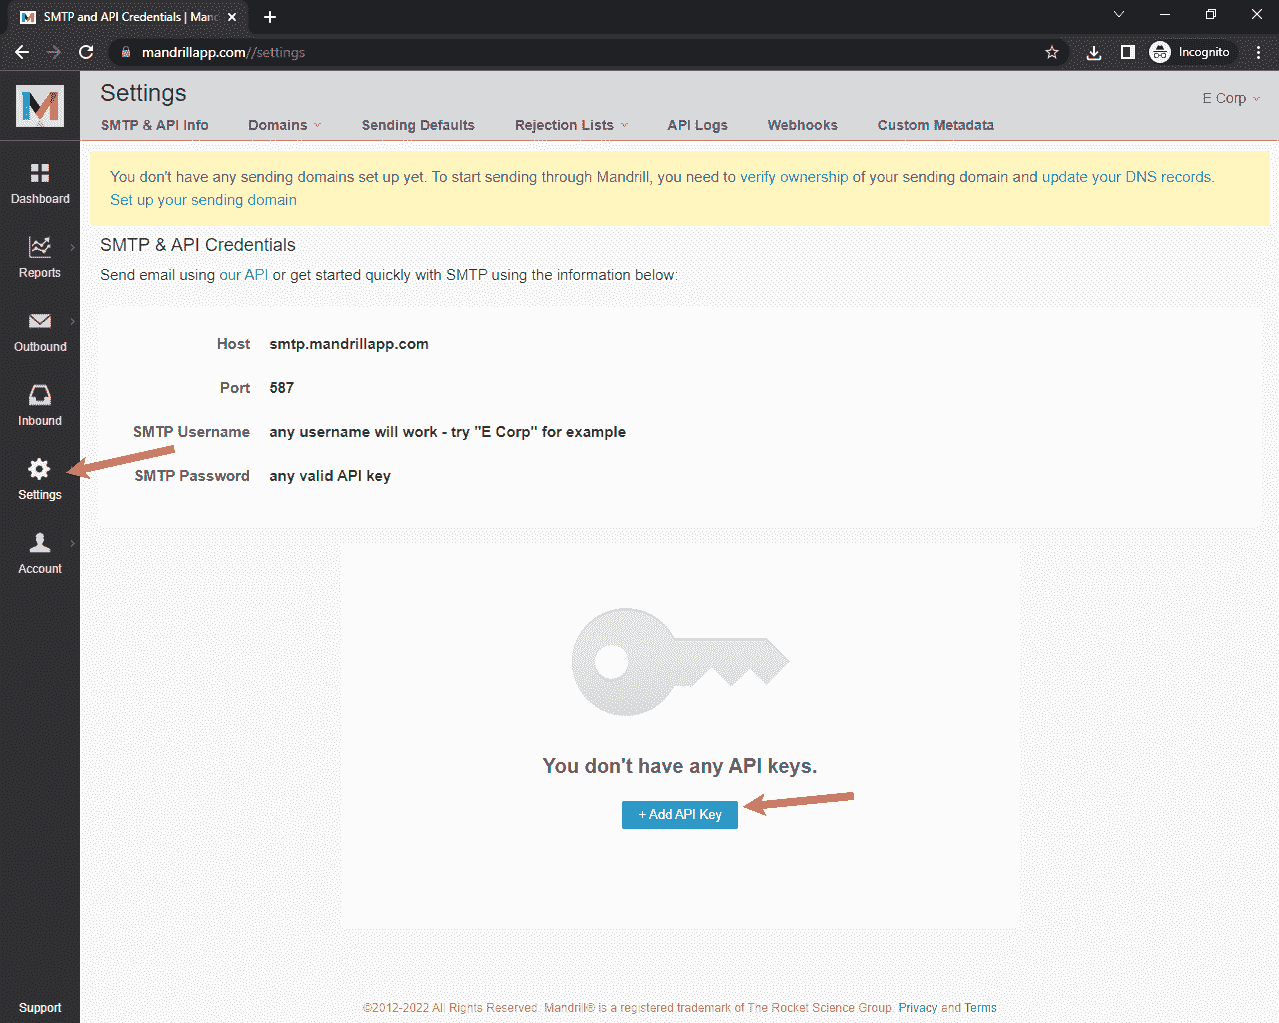 SMTP and API Credentials | Man
mandrillapp.com//settings
Incognito
Settings
E Corp
SMTP & API Info
Domains
Sending Defaults
Rejection Lists
API Logs
Webhooks
Custom Metadata
Dashboard
Reports
Outbound
Inbound
Settings
Account
Support
You don't have any sending domains set up yet. To start sending through Mandrill, you need to verify ownership of your sending domain and update your DNS records.
Set up your sending domain
SMTP & API Credentials
Send email using our API or get started quickly with SMTP using the information below:
Host smtp.mandrillapp.com
Port 587
SMTP Username any username will work - try "E Corp" for example
SMTP Password any valid API key
You don't have any API keys.
+ Add API Key
©2012-2022 All Rights Reserved. Mandrill® is a registered trademark of The Rocket Science Group. Privacy and Terms